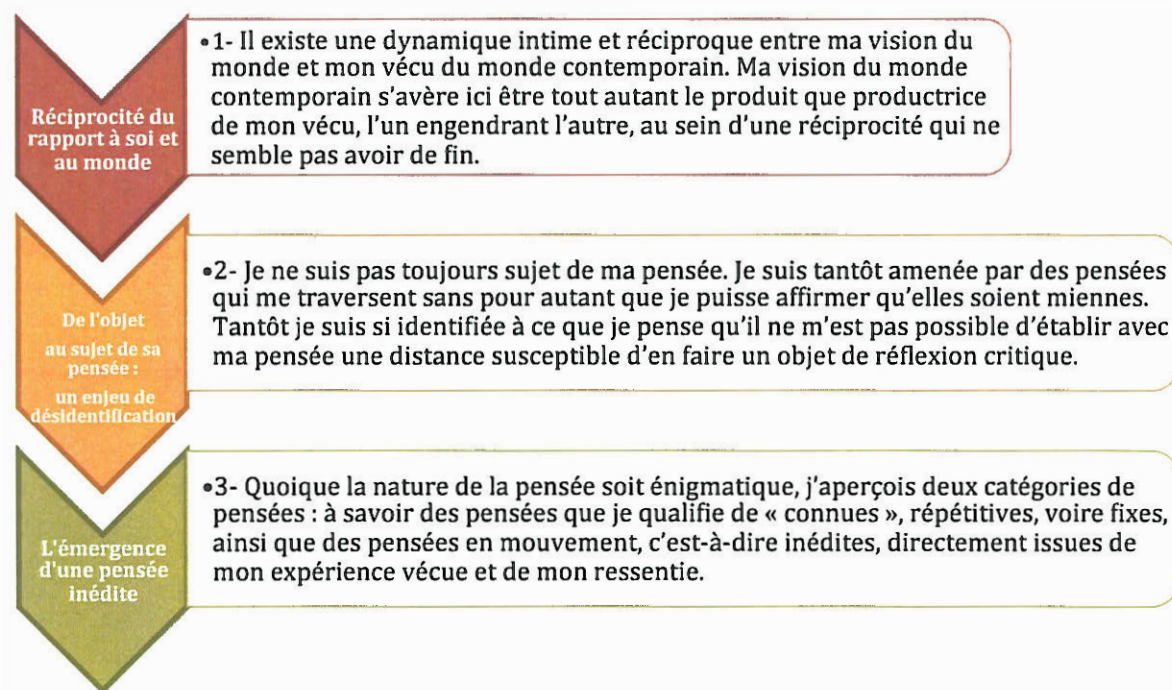 Réciprocité du
rapport à soi et
au monde
•1- Il existe une dynamique intime et réciproque entre ma vision du
monde et mon vécu du monde contemporain. Ma vision du monde
contemporain s'avère ici être tout autant le produit que productrice
de mon vécu, l'un engendrant l'autre, au sein d'une réciprocité qui ne
semble pas avoir de fin.
De l'objet
au sujet de sa
pensée :
un enjeu de
désidentification
•2- Je ne suis pas toujours sujet de ma pensée. Je suis tantôt amenée par des pensées
qui me traversent sans pour autant que je puisse affirmer qu'elles soient miennes.
Tantôt je suis si identifiée à ce que je pense qu'il ne m'est pas possible d'établir avec
ma pensée une distance susceptible d'en faire un objet de réflexion critique.
L'émergence
d'une pensée
inédite
•3- Quoique la nature de la pensée soit énigmatique, j'aperçois deux catégories de
pensées : à savoir des pensées que je qualifie de « connues », répétitives, voire fixes,
ainsi que des pensées en mouvement, c'est-à-dire inédites, directement issues de
mon expérience vécue et de mon ressentie.